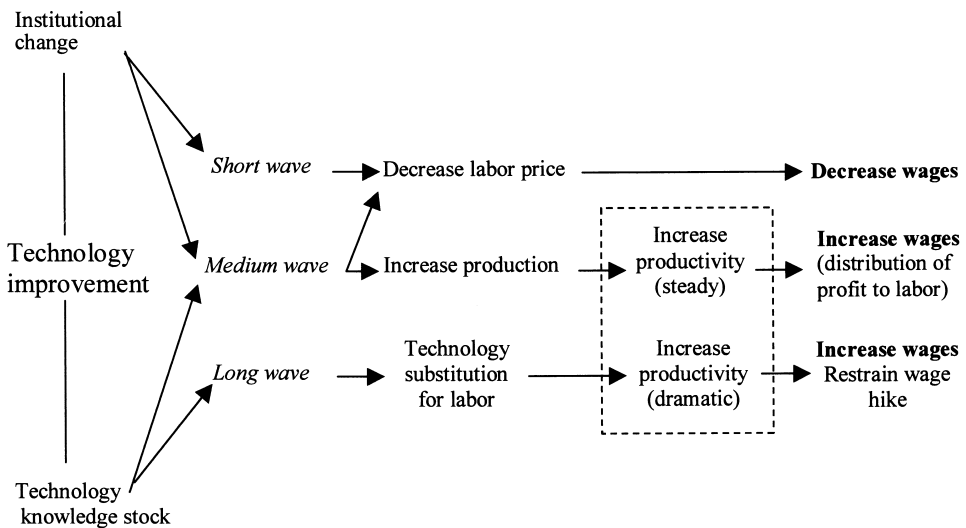 Institutional
change
Short wave
Decrease labor price
Decrease wages
Technology
improvement
Medium wave
Increase production
Increase
productivity
(steady)
Increase wages
(distribution of
profit to labor)
Long wave
Technology
substitution
for labor
Increase
productivity
(dramatic)
Increase wages
Restrain wage
hike
Technology
knowledge stock